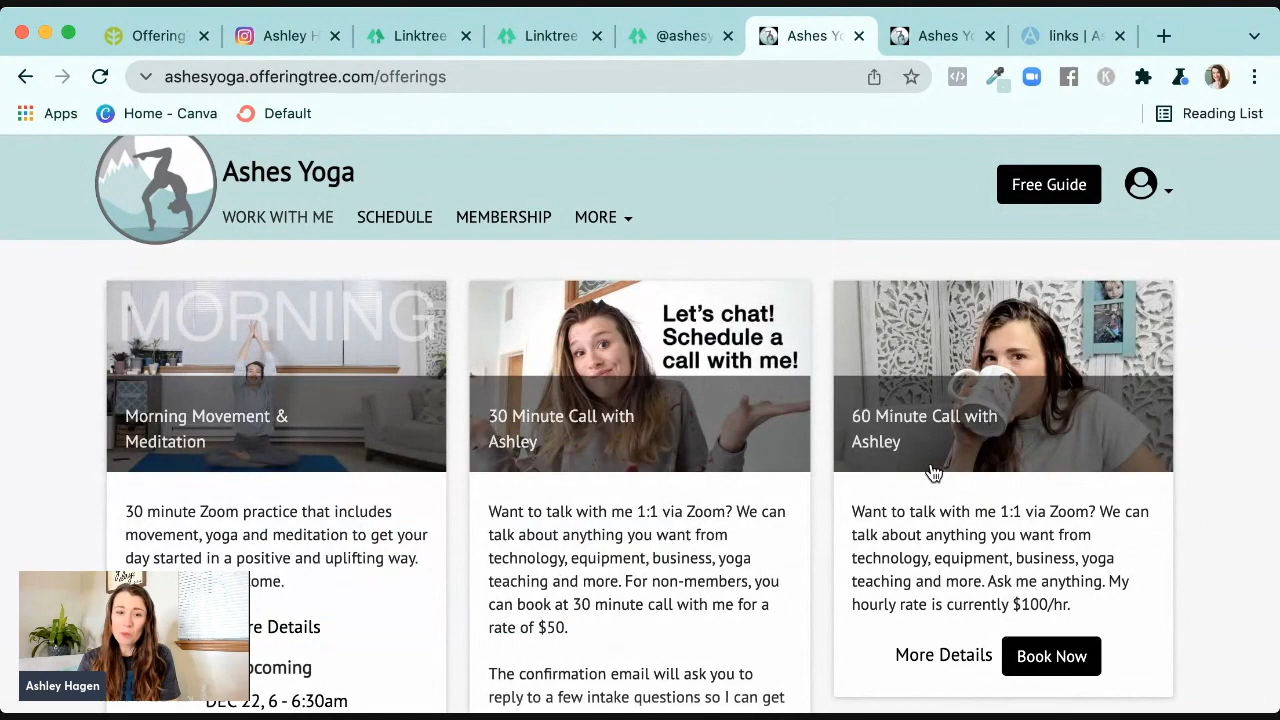 Offering
Ashley H
Linktree
Linktree
@ashesy
Ashes Yo
Ashes Yo
links | As
ashesyoga.offeringtree.com/offerings
Apps
Home - Canva
Default
Reading List
Ashes Yoga
WORK WITH ME
SCHEDULE
MEMBERSHIP
MORE
Free Guide
MORNING
Morning Movement &
Meditation
30 minute Zoom practice that includes
movement, yoga and meditation to get your
day started in a positive and uplifting way.
ome.
re Details
coming
DEC 22, 6 - 6:30am
Let's chat!
Schedule a
call with me!
30 Minute Call with
Ashley
Want to talk with me 1:1 via Zoom? We can
talk about anything you want from
technology, equipment, business, yoga
teaching and more. For non-members, you
can book at 30 minute call with me for a
rate of $50.
The confirmation email will ask you to
reply to a few intake questions so I can get
60 Minute Call with
Ashley
Want to talk with me 1:1 via Zoom? We can
talk about anything you want from
technology, equipment, business, yoga
teaching and more. Ask me anything. My
hourly rate is currently $100/hr.
More Details
Book Now
Ashley Hagen